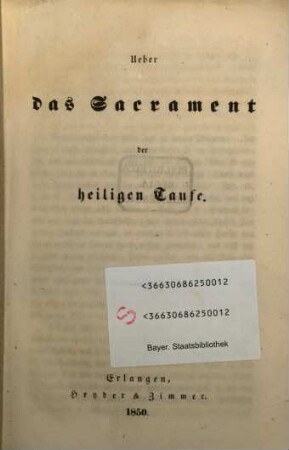 Ueber
das Sacrament
der
heiligen Taufe.
<36630686250012
S
<36630686250012
Bayer. Staatsbibliothek
Erlangen,
Heyder & Zimmer.
1850.